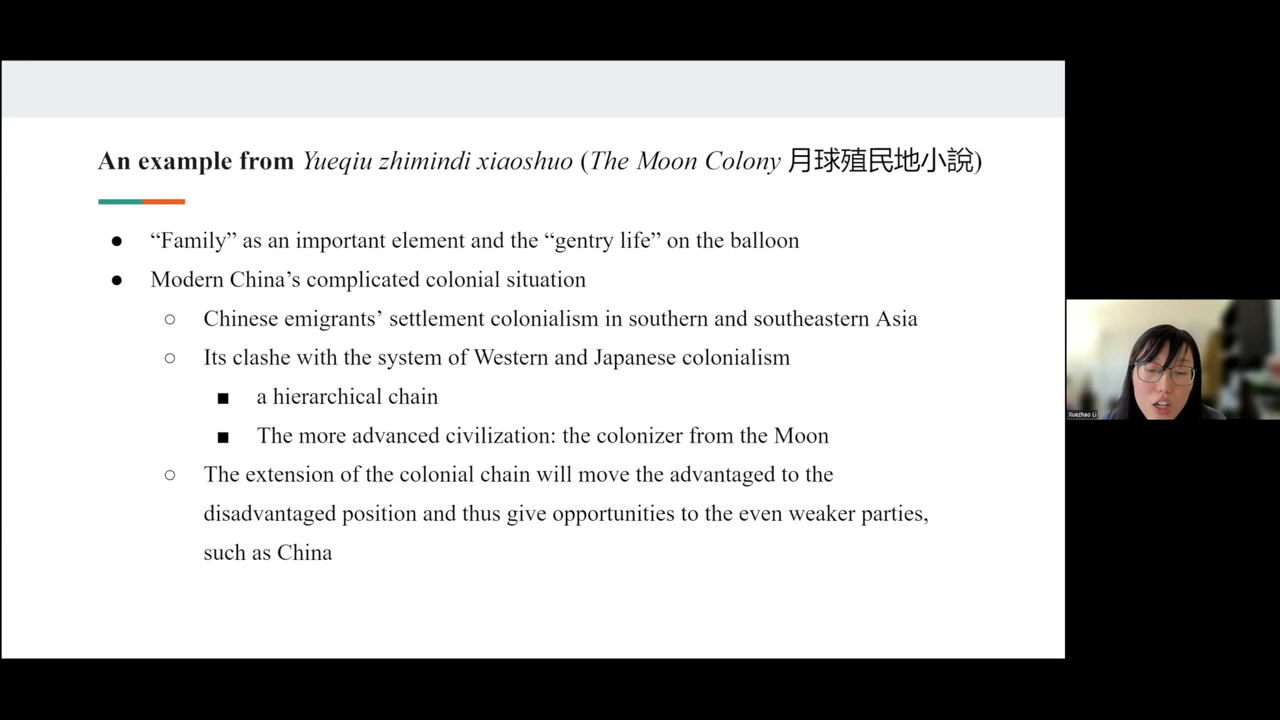 An example from Yueqiu zhimindi xiaoshuo (The Moon Colony 月球殖民地小說)
● “Family” as an important element and the “gentry life” on the balloon
● Modern China’s complicated colonial situation
○ Chinese emigrants’ settlement colonialism in southern and southeastern Asia
○ Its clashe with the system of Western and Japanese colonialism
■ a hierarchical chain
■ The more advanced civilization: the colonizer from the Moon
○ The extension of the colonial chain will move the advantaged to the
disadvantaged position and thus give opportunities to the even weaker parties,
such as China
Xuezhao Li